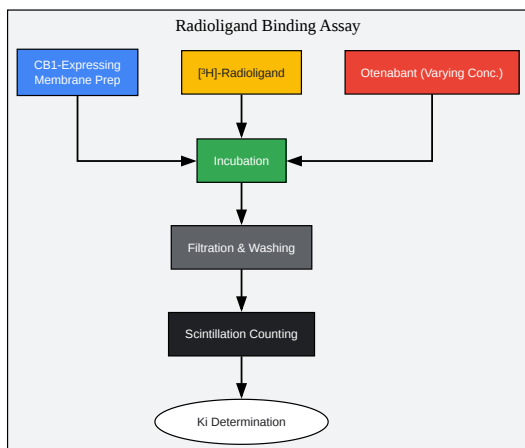 Radioligand Binding Assay
CB1-Expressing
Membrane Prep
[³H]-Radioligand
Otenabant (Varying Conc.)
Incubation
Filtration & Washing
Scintillation Counting
Ki Determination